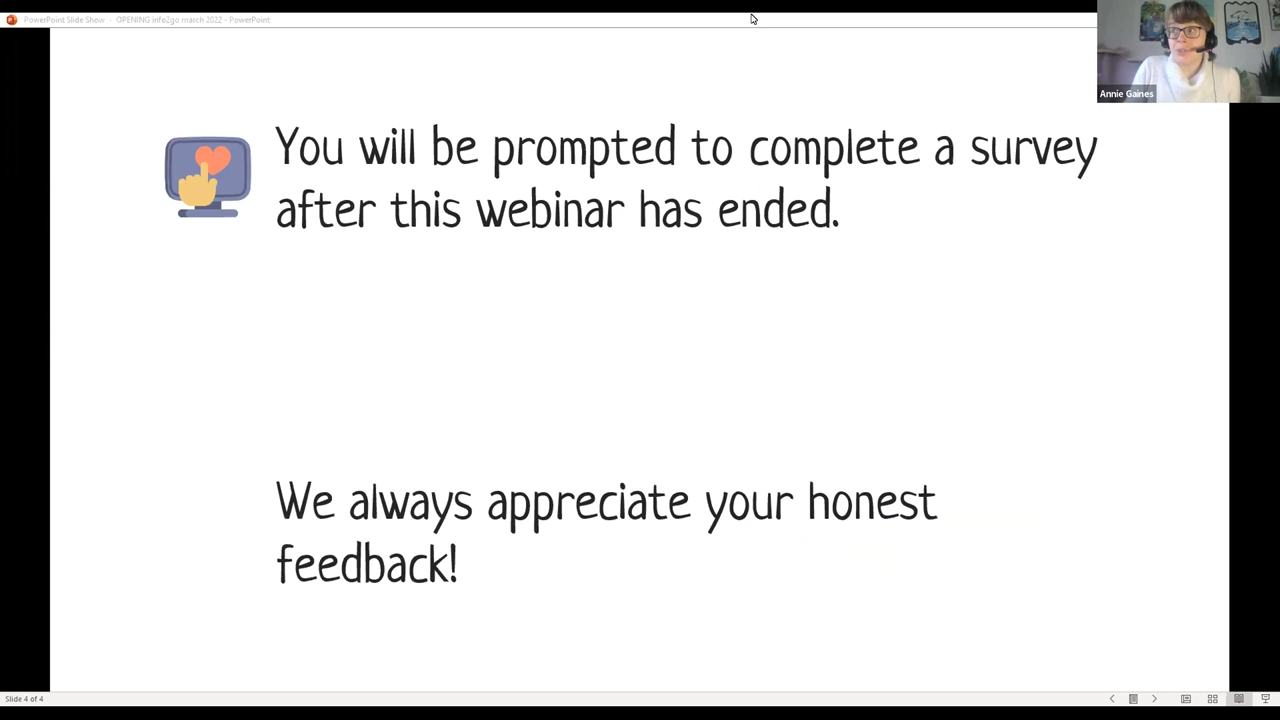 PowerPoint Slide Show - OPENING info2go march 2022 - PowerPoint
Annie Gaines
You will be prompted to complete a survey
after this webinar has ended.
We always appreciate your honest
feedback!
Slide 4 of 4